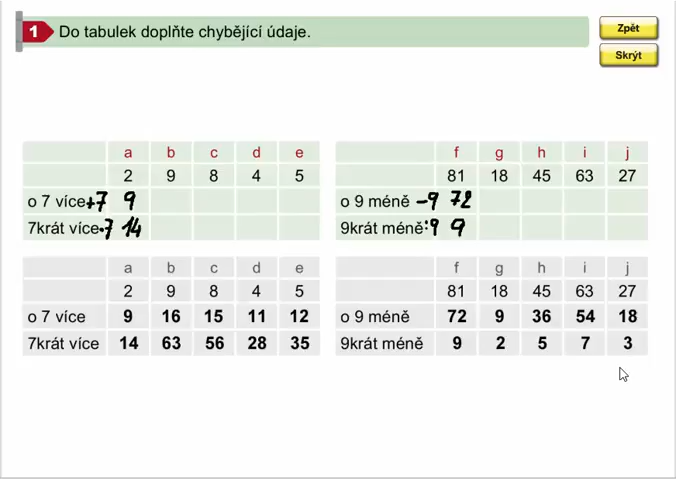 1 Do tabulek doplňte chybějící údaje.
Zpět
Skrýt
a b c d e
2 9 8 4 5
o 7 více +7 9
7krát více ·7 14
f g h i j
81 18 45 63 27
o 9 méně -9 72
9krát méně :9 9
a b c d e
2 9 8 4 5
o 7 více 9 16 15 11 12
7krát více 14 63 56 28 35
f g h i j
81 18 45 63 27
o 9 méně 72 9 36 54 18
9krát méně 9 2 5 7 3